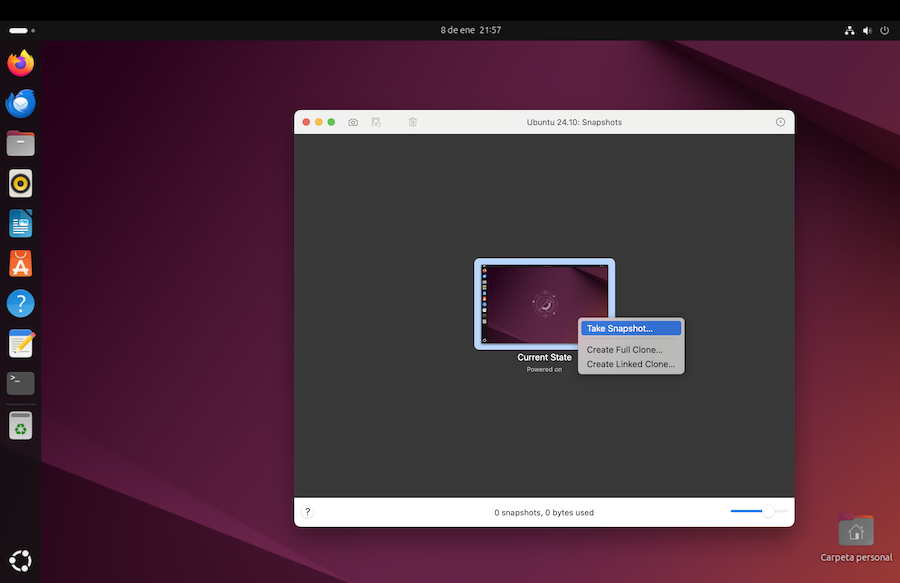 8 de ene 21:57
Ubuntu 24.10: Snapshots
Take Snapshot...
Create Full Clone...
Create Linked Clone...
Current State
Powered on
?
0 snapshots, 0 bytes used
Carpeta personal